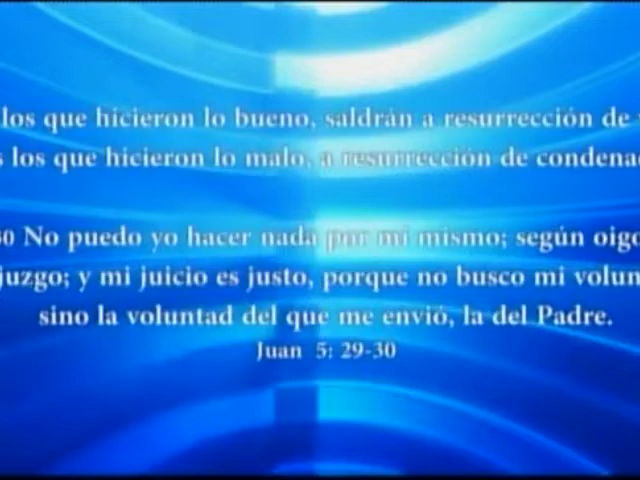 los que hicieron lo bueno, saldrán a resurrección de
los que hicieron lo malo, a resurrección de condena
30 No puedo yo hacer nada por mí mismo; según oigo
juzgo; y mi juicio es justo, porque no busco mi volun
sino la voluntad del que me envió, la del Padre.
Juan 5: 29-30